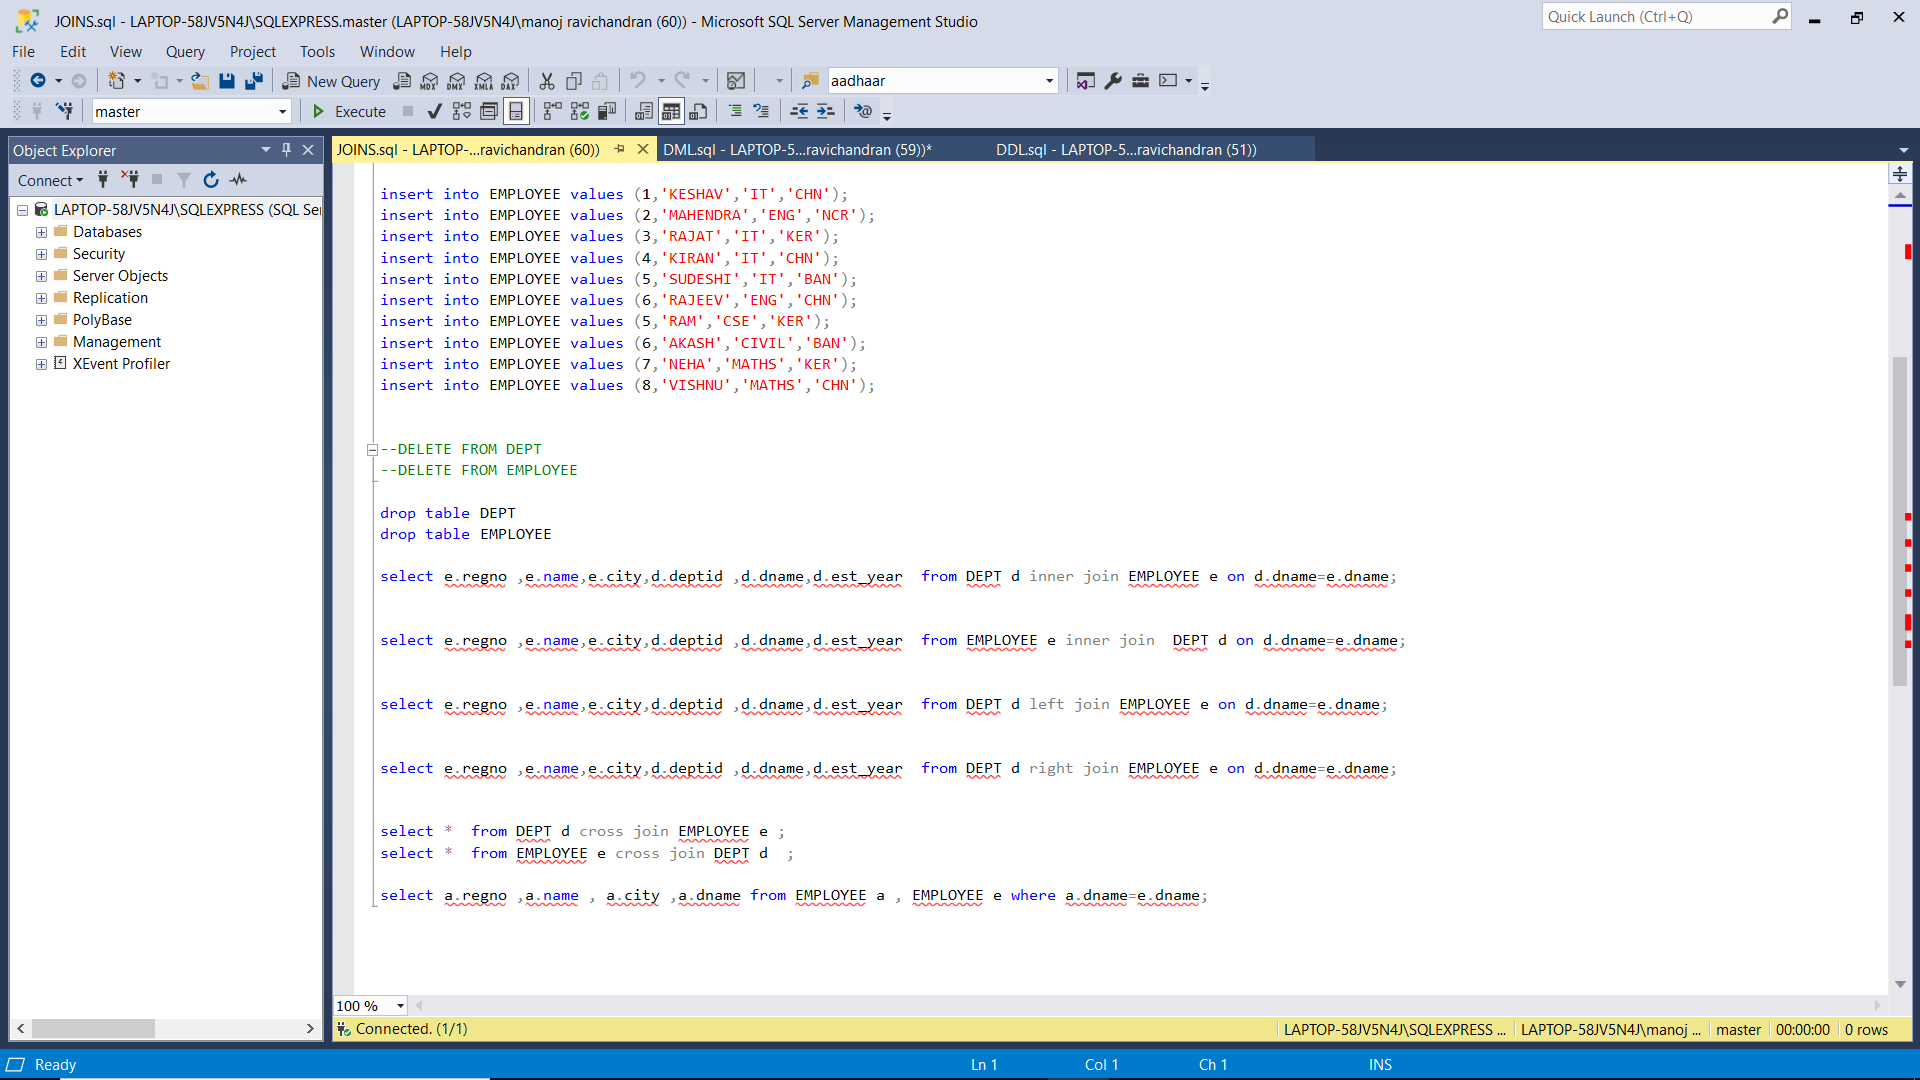 JOINS.sql - LAPTOP-58JV5N4J\SQLEXPRESS.master (LAPTOP-58JV5N4J\manoj ravichandran (60)) - Microsoft SQL Server Management Studio
Quick Launch (Ctrl+Q)
File Edit View Query Project Tools Window Help
New Query MDX DMX XMLA DAX aadhaar
master Execute
Object Explorer
JOINS.sql - LAPTOP-...ravichandran (60)) DML.sql - LAPTOP-5...ravichandran (59))* DDL.sql - LAPTOP-5...ravichandran (51))
Connect
LAPTOP-58JV5N4J\SQLEXPRESS (SQL Ser
Databases
Security
Server Objects
Replication
PolyBase
Management
XEvent Profiler
insert into EMPLOYEE values (1,'KESHAV','IT','CHN');
insert into EMPLOYEE values (2,'MAHENDRA','ENG','NCR');
insert into EMPLOYEE values (3,'RAJAT','IT','KER');
insert into EMPLOYEE values (4,'KIRAN','IT','CHN');
insert into EMPLOYEE values (5,'SUDESHI','IT','BAN');
insert into EMPLOYEE values (6,'RAJEEV','ENG','CHN');
insert into EMPLOYEE values (5,'RAM','CSE','KER');
insert into EMPLOYEE values (6,'AKASH','CIVIL','BAN');
insert into EMPLOYEE values (7,'NEHA','MATHS','KER');
insert into EMPLOYEE values (8,'VISHNU','MATHS','CHN');
--DELETE FROM DEPT
--DELETE FROM EMPLOYEE
drop table DEPT
drop table EMPLOYEE
select e.regno ,e.name,e.city,d.deptid ,d.dname,d.est_year  from DEPT d inner join EMPLOYEE e on d.dname=e.dname;
select e.regno ,e.name,e.city,d.deptid ,d.dname,d.est_year  from EMPLOYEE e inner join  DEPT d on d.dname=e.dname;
select e.regno ,e.name,e.city,d.deptid ,d.dname,d.est_year  from DEPT d left join EMPLOYEE e on d.dname=e.dname;
select e.regno ,e.name,e.city,d.deptid ,d.dname,d.est_year  from DEPT d right join EMPLOYEE e on d.dname=e.dname;
select *  from DEPT d cross join EMPLOYEE e ;
select *  from EMPLOYEE e cross join DEPT d  ;
select a.regno ,a.name , a.city ,a.dname from EMPLOYEE a , EMPLOYEE e where a.dname=e.dname;
100 %
Connected. (1/1) LAPTOP-58JV5N4J\SQLEXPRESS ... LAPTOP-58JV5N4J\manoj ... master 00:00:00 0 rows
Ready Ln 1 Col 1 Ch 1 INS